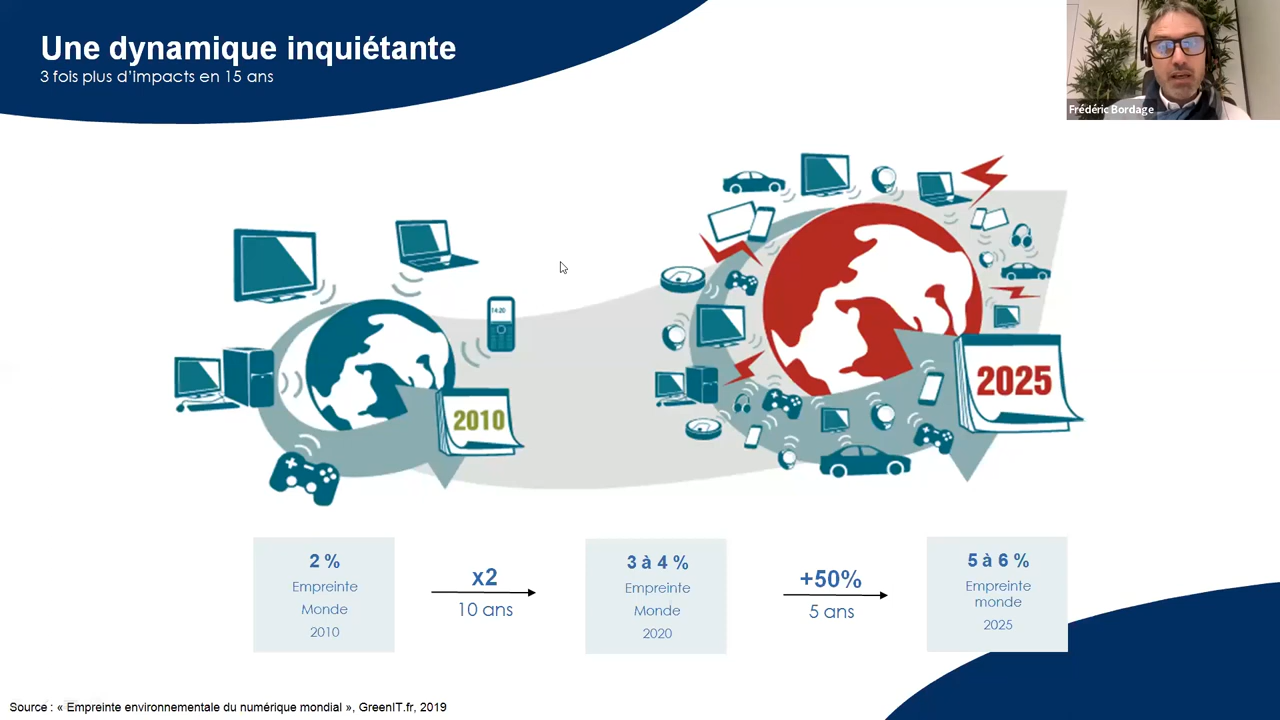 Une dynamique inquiétante
3 fois plus d'impacts en 15 ans
Frédéric Bordage
14:20
2010
2025
2 %
Empreinte
Monde
2010
x2
10 ans
3 à 4 %
Empreinte
Monde
2020
+50%
5 ans
5 à 6 %
Empreinte
monde
2025
Source : « Empreinte environnementale du numérique mondial », GreenIT.fr, 2019